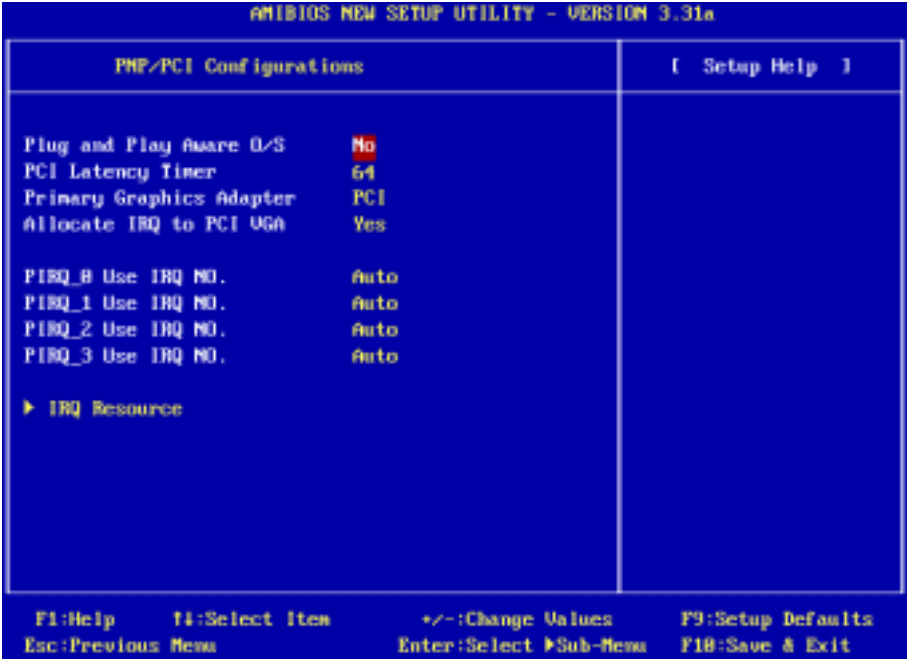 AMIBIOS NEW SETUP UTILITY - VERSION 3.31a
PNP/PCI Configurations
[ Setup Help ]
Plug and Play Aware O/S No
PCI Latency Timer 64
Primary Graphics Adapter PCI
Allocate IRQ to PCI VGA Yes
PIRQ_0 Use IRQ NO. Auto
PIRQ_1 Use IRQ NO. Auto
PIRQ_2 Use IRQ NO. Auto
PIRQ_3 Use IRQ NO. Auto
▶ IRQ Resource
F1:Help ↑↓:Select Item +/-:Change Values F9:Setup Defaults
Esc:Previous Menu Enter:Select ▶Sub-Menu F10:Save & Exit